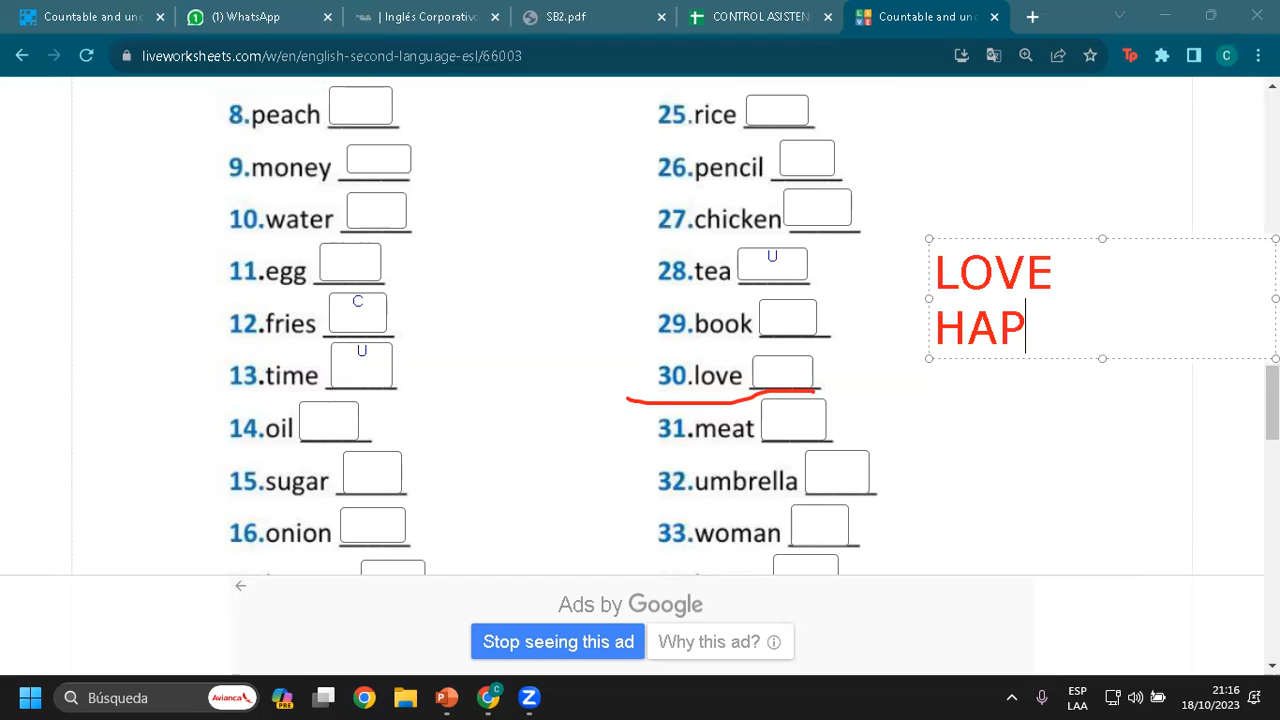 Countable and unc
(1) WhatsApp
| Inglés Corporativo
SB2.pdf
CONTROL ASISTEN
Countable and unc
liveworksheets.com/w/en/english-second-language-esl/66003
C
8.peach
9.money
10.water
11.egg
12.fries C
13.time U
14.oil
15.sugar
16.onion
25.rice
26.pencil
27.chicken
28.tea U
29.book
30.love
31.meat
32.umbrella
33.woman
LOVE
HAP
Ads by Google
Stop seeing this ad
Why this ad?
Búsqueda
Avianca
PRE
C
ESP
LAA
21:16
18/10/2023